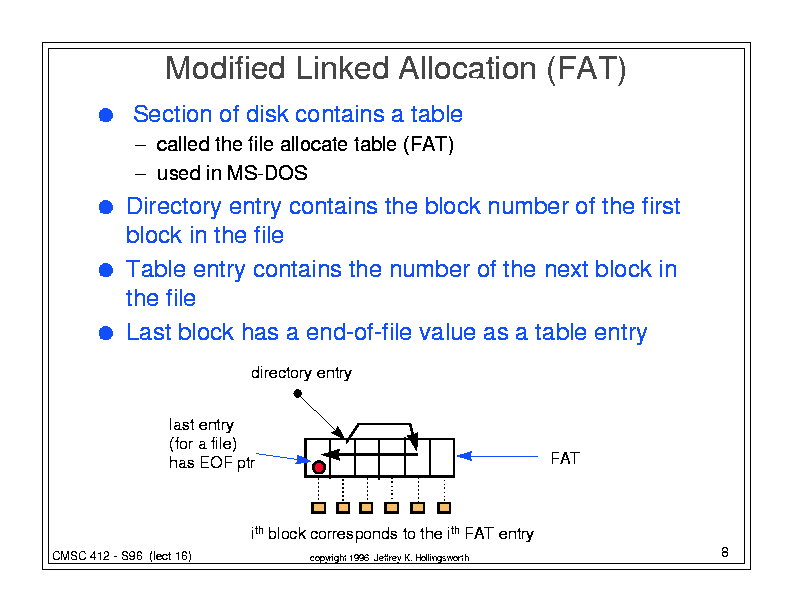 Modified Linked Allocation (FAT)
● Section of disk contains a table
– called the file allocate table (FAT)
– used in MS-DOS
● Directory entry contains the block number of the first
block in the file
● Table entry contains the number of the next block in
the file
● Last block has a end-of-file value as a table entry
directory entry
last entry
(for a file)
has EOF ptr
FAT
ith block corresponds to the ith FAT entry
CMSC 412 - S96 (lect 16)
copyright 1996 Jeffrey K. Hollingsworth
8